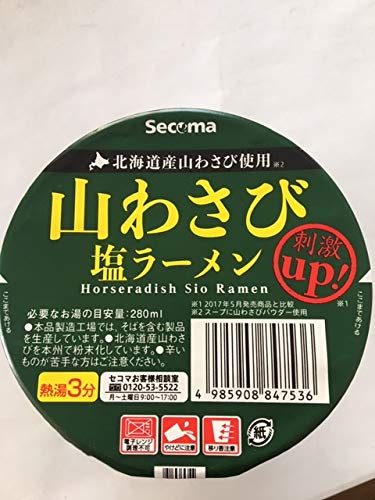 Secoma
北海道産山わさび使用※2
山わさび
塩ラーメン
刺激
up!
※1
Horseradish Sio Ramen
※1 2017年5月発売商品と比較
※2 スープに山わさびパウダー使用
必要なお湯の目安量:280ml
●本品製造工場では、そばを含む製品
を生産しています。●北海道産山わさ
びを本州で粉末化しています。●辛い
ものが苦手な方はご注意ください。
熱湯3分
セコマお客様相談室
0120-53-5522
月~土曜日 9:00~17:00
4 985908 847536
電子レンジ
調理不可
やけどに注意
移り香注意
紙
ここまであける
ここまであける